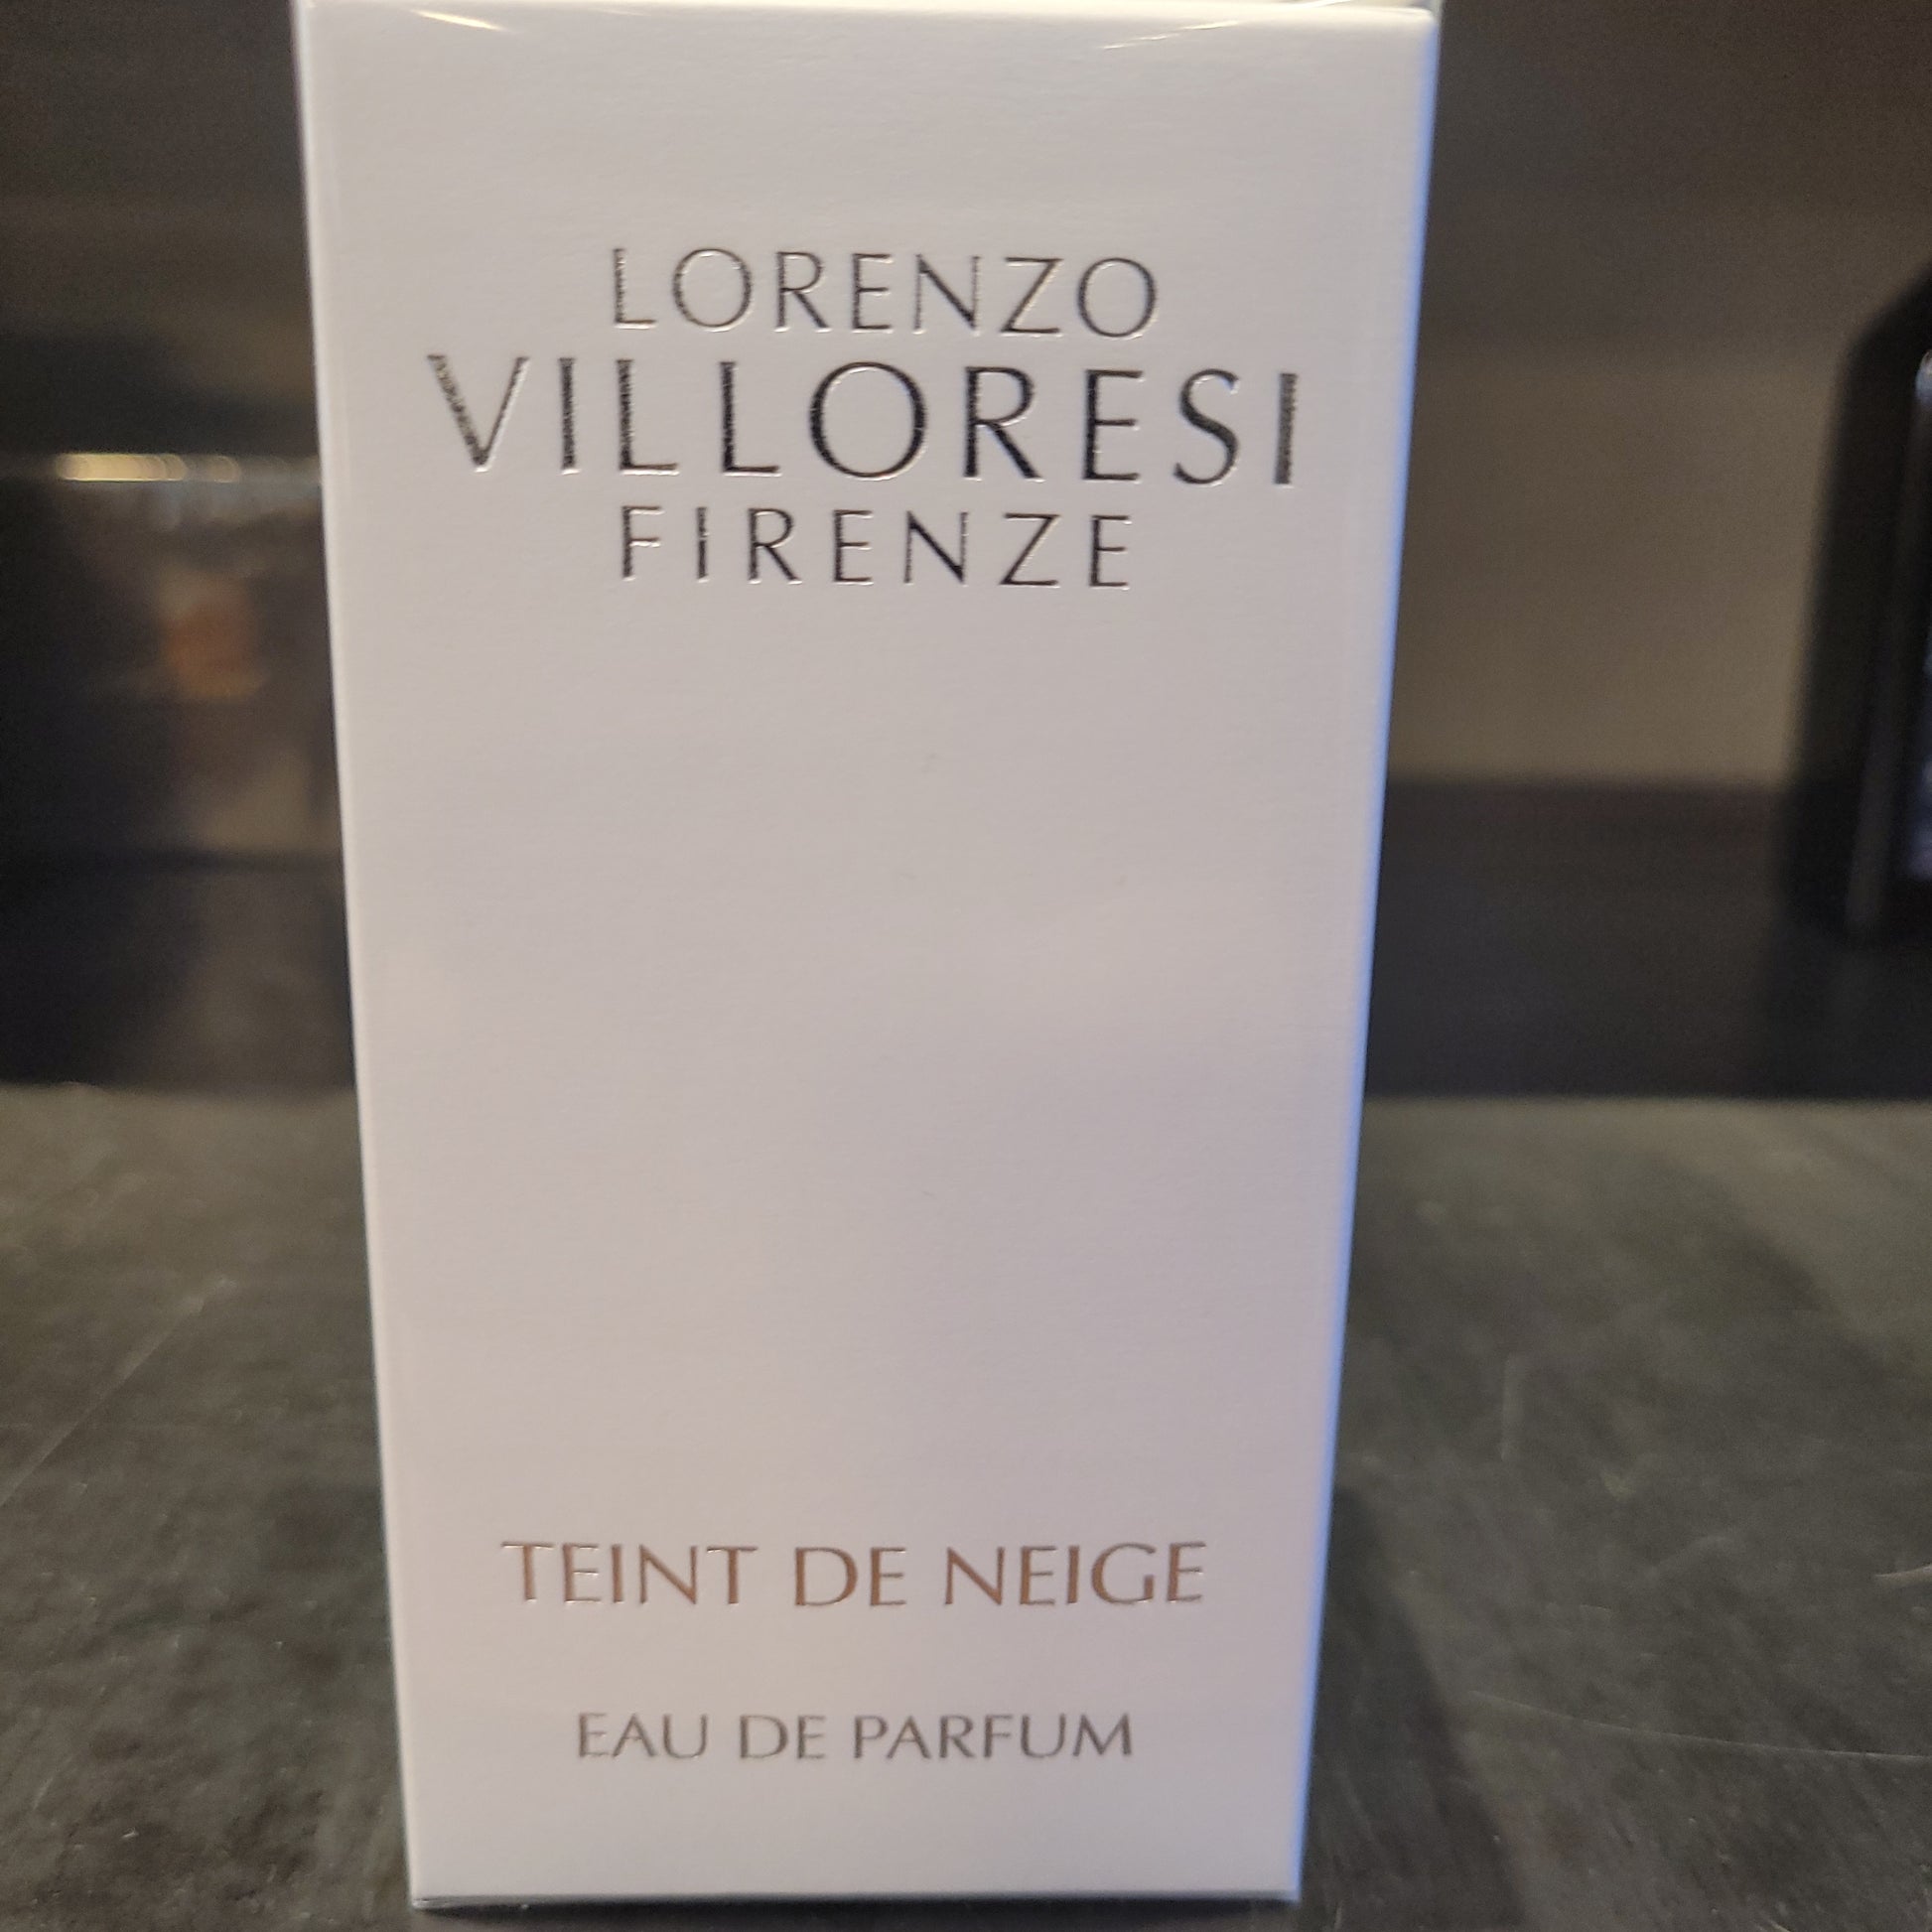 LORENZO
VILLORESI
FIRENZE
TEINT DE NEIGE
EAU DE PARFUM